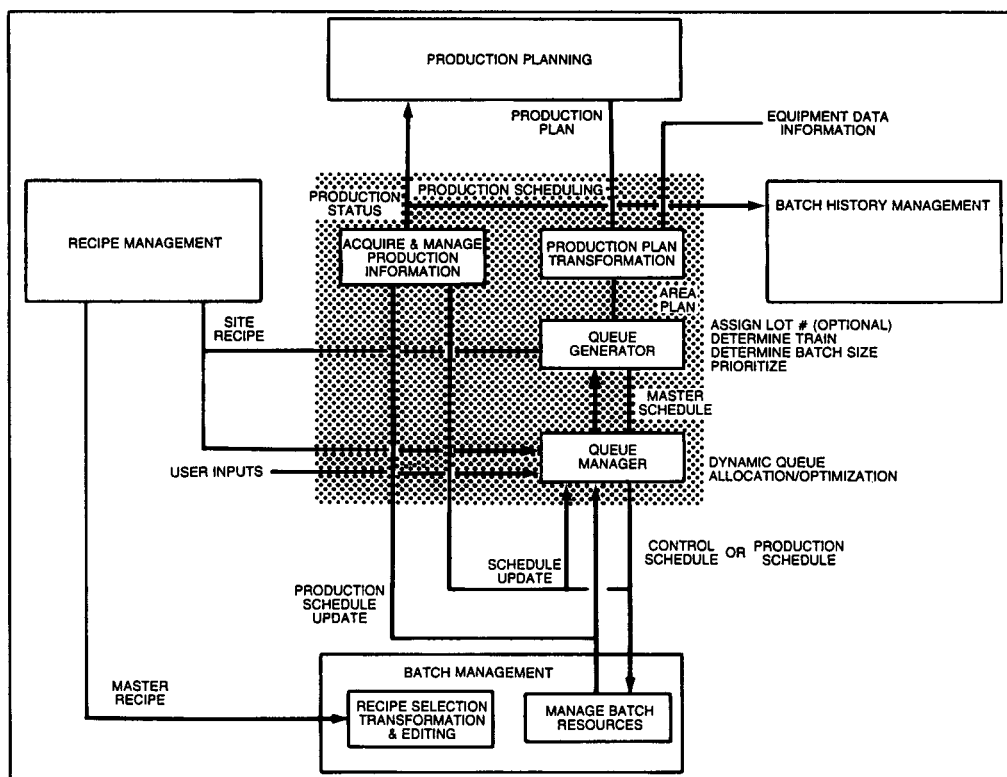 PRODUCTION PLANNING
PRODUCTION
PLAN
EQUIPMENT DATA
INFORMATION
PRODUCTION SCHEDULING
PRODUCTION
STATUS
RECIPE MANAGEMENT
BATCH HISTORY MANAGEMENT
ACQUIRE & MANAGE
PRODUCTION
INFORMATION
PRODUCTION PLAN
TRANSFORMATION
AREA
PLAN
SITE
RECIPE
QUEUE
GENERATOR
ASSIGN LOT # (OPTIONAL)
DETERMINE TRAIN
DETERMINE BATCH SIZE
PRIORITIZE
MASTER
SCHEDULE
USER INPUTS
QUEUE
MANAGER
DYNAMIC QUEUE
ALLOCATION/OPTIMIZATION
CONTROL
SCHEDULE
OR
PRODUCTION
SCHEDULE
SCHEDULE
UPDATE
PRODUCTION
SCHEDULE
UPDATE
BATCH MANAGEMENT
MASTER
RECIPE
RECIPE SELECTION
TRANSFORMATION
& EDITING
MANAGE BATCH
RESOURCES